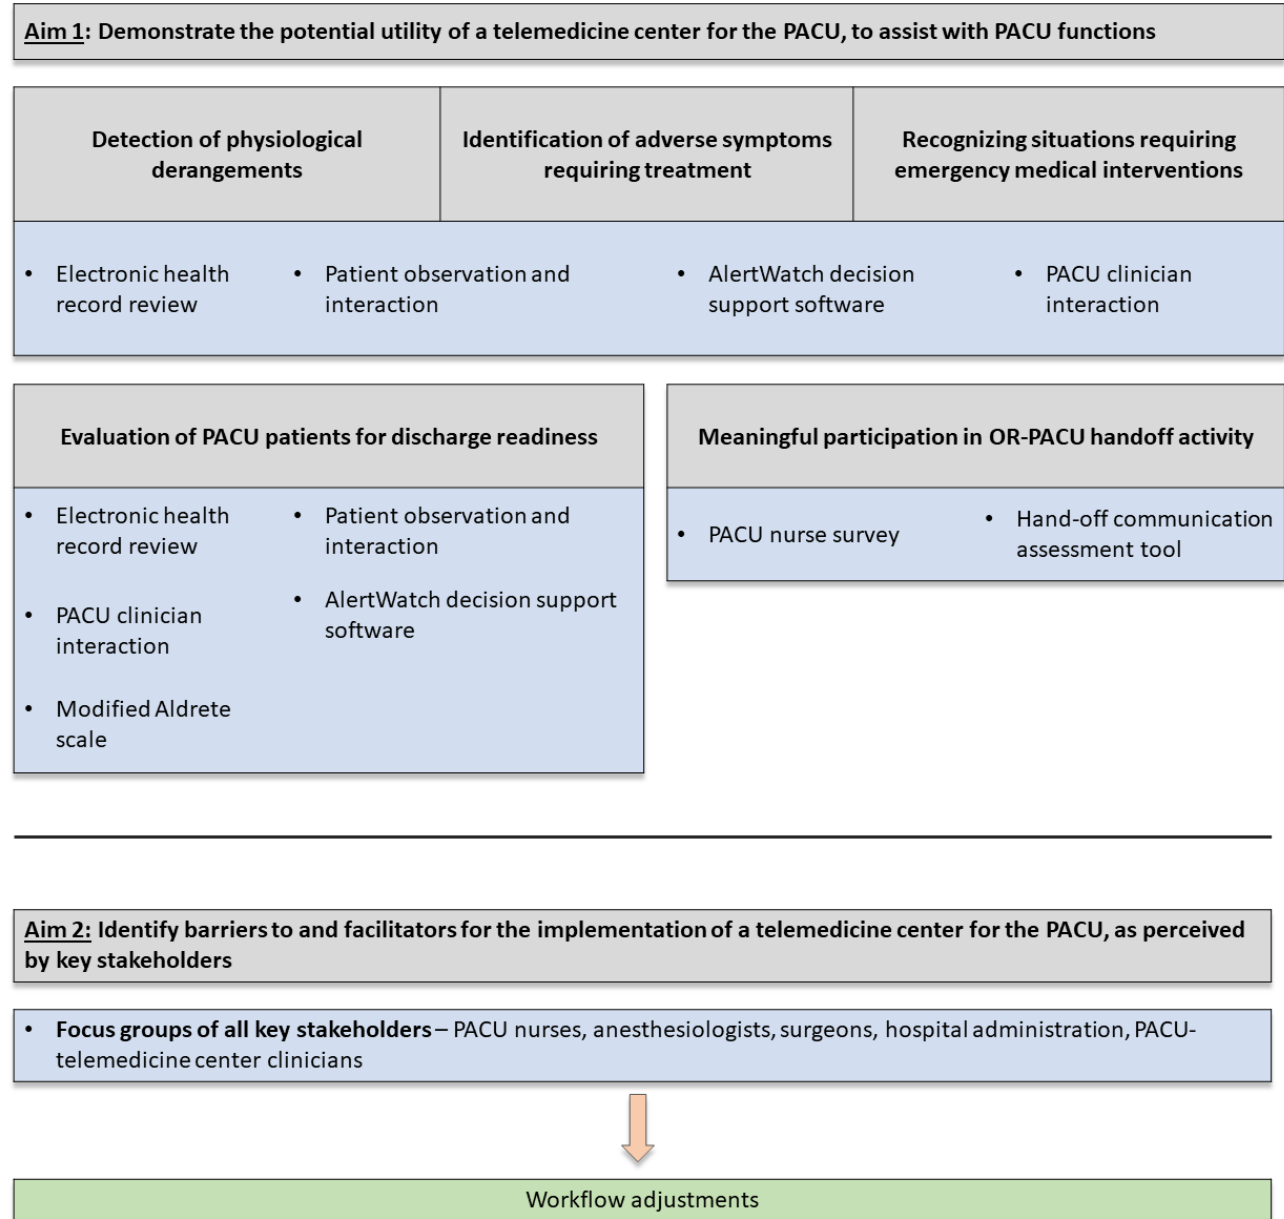 Aim 1: Demonstrate the potential utility of a telemedicine center for the PACU, to assist with PACU functions
Detection of physiological
derangements
Identification of adverse symptoms
requiring treatment
Recognizing situations requiring
emergency medical interventions
• Electronic health
record review
• Patient observation and
interaction
• AlertWatch decision
support software
• PACU clinician
interaction
Evaluation of PACU patients for discharge readiness
• Electronic health
record review
• Patient observation and
interaction
• PACU clinician
interaction
• AlertWatch decision support
software
• Modified Aldrete
scale
Meaningful participation in OR-PACU handoff activity
• PACU nurse survey
• Hand-off communication
assessment tool
Aim 2: Identify barriers to and facilitators for the implementation of a telemedicine center for the PACU, as perceived
by key stakeholders
• Focus groups of all key stakeholders – PACU nurses, anesthesiologists, surgeons, hospital administration, PACU-
telemedicine center clinicians
Workflow adjustments